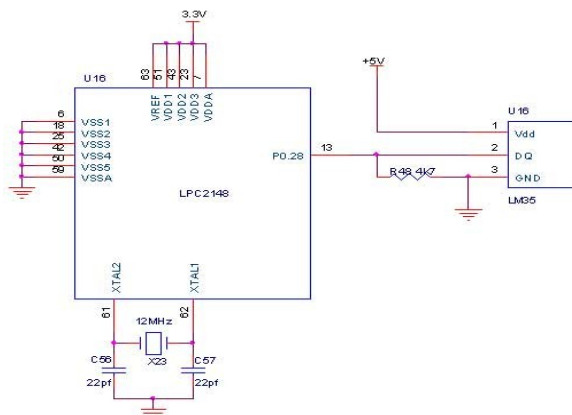 3.3V
+5V
U16
63
51
43
23
7
VREF
VDD1
VDD2
VDD3
VDDA
U16
6
18
25
42
50
59
VSS1
VSS2
VSS3
VSS4
VSS5
VSSA
P0.28
13
1
2
3
Vdd
DQ
GND
R48 4k7
LPC2148
LM35
XTAL2
XTAL1
61
62
12MHz
X23
C56
C57
22pf
22pf